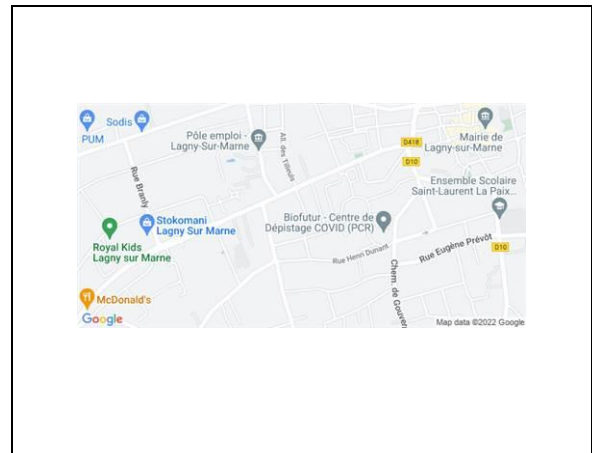 Sodis
PUM
Pôle emploi -
Lagny-Sur-Marne
All. des Tilleuls
D418
D10
Mairie de
Lagny-sur-Marne
Rue Branly
Ensemble Scolaire
Saint-Laurent La Paix...
Stokomani
Lagny Sur Marne
Biofutur - Centre de
Dépistage COVID (PCR)
Royal Kids
Lagny sur Marne
Rue Henri Dunant
Rue Eugène Prévôt
D10
Chem. de Gouvern
McDonald's
Google
Map data ©2022 Google